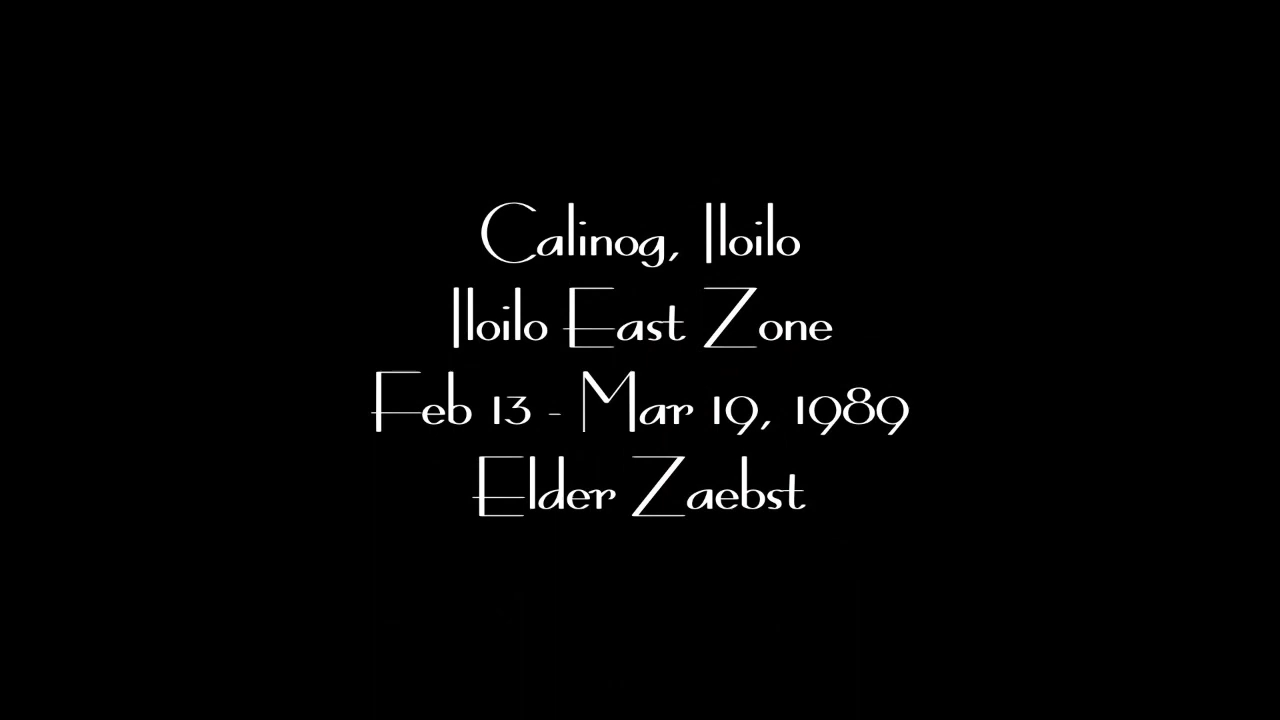 Calinog, Iloilo
Iloilo East Zone
Feb 13 - Mar 19, 1989
Elder Zaebst